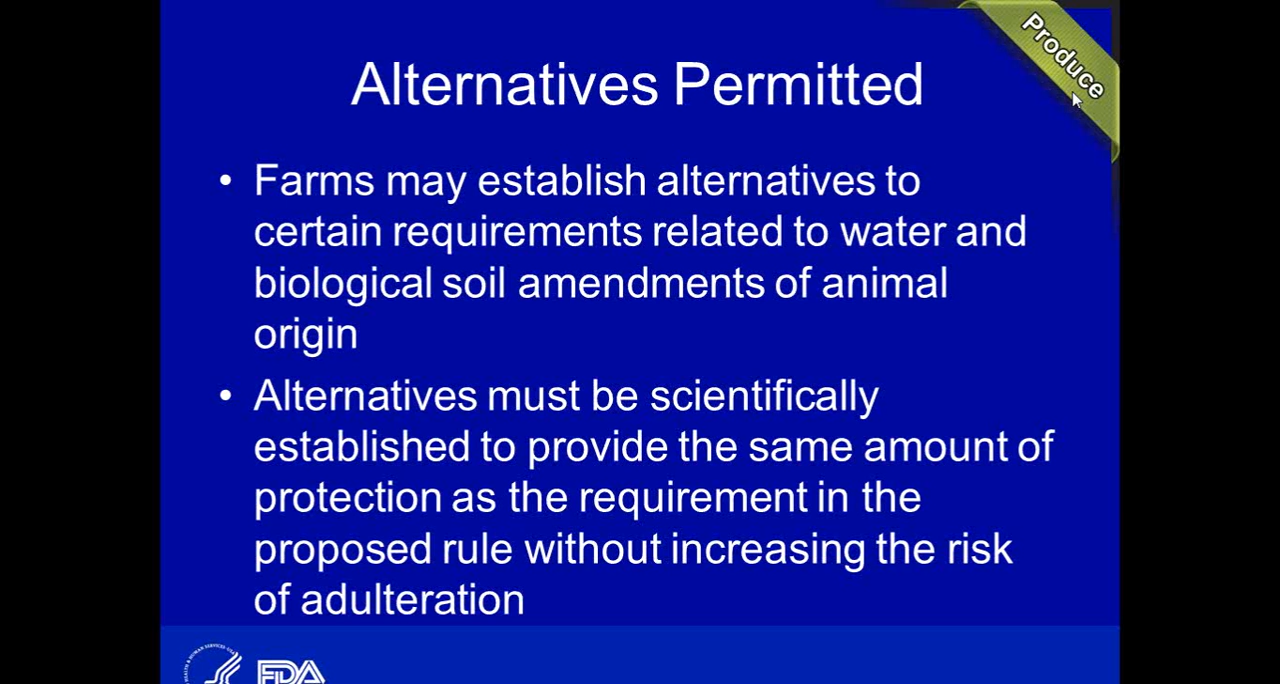 Produce
Alternatives Permitted
• Farms may establish alternatives to
certain requirements related to water and
biological soil amendments of animal
origin
• Alternatives must be scientifically
established to provide the same amount of
protection as the requirement in the
proposed rule without increasing the risk
of adulteration
FDA